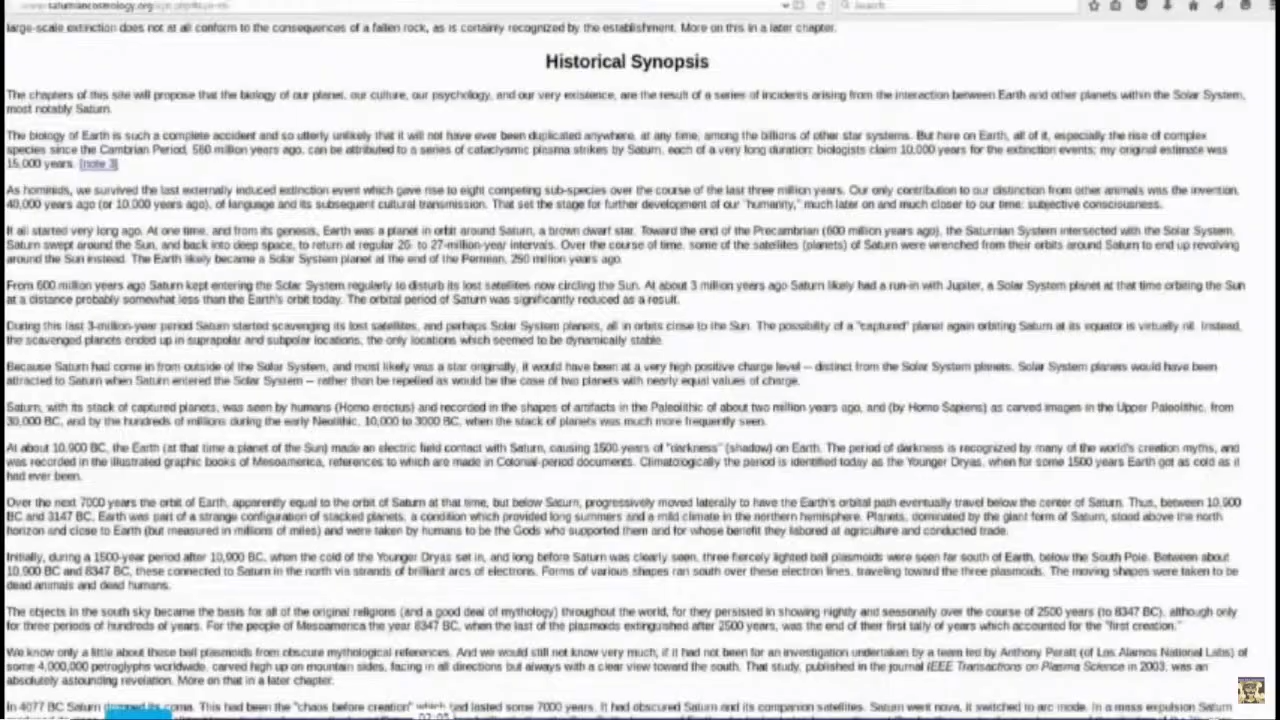 saturniancosmology.org
Search
large-scale extinction does not at all conform to the consequences of a fallen rock, as is certainly recognized by the establishment. More on this in a later chapter.
Historical Synopsis
The chapters of this site will propose that the biology of our planet, our culture, our psychology, and our very existence, are the result of a series of incidents arising from the interaction between Earth and other planets within the Solar System,
most notably Saturn.
The biology of Earth is such a complete accident and so utterly unlikely that it will not have ever been duplicated anywhere, at any time, among the billions of other star systems. But here on Earth, all of it, especially the rise of complex
species since the Cambrian Period, 560 million years ago, can be attributed to a series of cataclysmic plasma strikes by Saturn, each of a very long duration; biologists claim 10,000 years for the extinction events; my original estimate was
15,000 years. [note 3]
As hominids, we survived the last externally induced extinction event which gave rise to eight competing sub-species over the course of the last three million years. Our only contribution to our distinction from other animals was the invention,
40,000 years ago (or 10,000 years ago), of language and its subsequent cultural transmission. That set the stage for further development of our "humanity," much later on and much closer to our time: subjective consciousness.
It all started very long ago. At one time, and from its genesis, Earth was a planet in orbit around Saturn, a brown dwarf star. Toward the end of the Precambrian (600 million years ago), the Saturnian System intersected with the Solar System,
Saturn swept around the Sun, and back into deep space, to return at regular 26- to 27-million-year intervals. Over the course of time, some of the satellites (planets) of Saturn were wrenched from their orbits around Saturn to end up revolving
around the Sun instead. The Earth likely became a Solar System planet at the end of the Permian, 250 million years ago.
From 600 million years ago Saturn kept entering the Solar System regularly to disturb its lost satellites now circling the Sun. At about 3 million years ago Saturn likely had a run-in with Jupiter, a Solar System planet at that time orbiting the Sun
at a distance probably somewhat less than the Earth's orbit today. The orbital period of Saturn was significantly reduced as a result.
During this last 3-million-year period Saturn started scavenging its lost satellites, and perhaps Solar System planets, all in orbits close to the Sun. The possibility of a "captured" planet again orbiting Saturn at its equator is virtually nil. Instead,
the scavenged planets ended up in suprapolar and subpolar locations, the only locations which seemed to be dynamically stable.
Because Saturn had come in from outside of the Solar System, and most likely was a star originally, it would have been at a very high positive charge level -- distinct from the Solar System planets. Solar System planets would have been
attracted to Saturn when Saturn entered the Solar System -- rather than be repelled as would be the case of two planets with nearly equal values of charge.
Saturn, with its stack of captured planets, was seen by humans (Homo erectus) and recorded in the shapes of artifacts in the Paleolithic of about two million years ago, and (by Homo Sapiens) as carved images in the Upper Paleolithic, from
30,000 BC, and by the hundreds of millions during the early Neolithic, 10,000 to 3000 BC, when the stack of planets was much more frequently seen.
At about 10,900 BC, the Earth (at that time a planet of the Sun) made an electric field contact with Saturn, causing 1500 years of "darkness" (shadow) on Earth. The period of darkness is recognized by many of the world's creation myths, and
was recorded in the illustrated graphic books of Mesoamerica, references to which are made in Colonial-period documents. Climatologically the period is identified today as the Younger Dryas, when for some 1500 years Earth got as cold as it
had ever been.
Over the next 7000 years the orbit of Earth, apparently equal to the orbit of Saturn at that time, but below Saturn, progressively moved laterally to have the Earth's orbital path eventually travel below the center of Saturn. Thus, between 10,900
BC and 3147 BC, Earth was part of a strange configuration of stacked planets, a condition which provided long summers and a mild climate in the northern hemisphere. Planets, dominated by the giant form of Saturn, stood above the north
horizon and close to Earth (but measured in millions of miles) and were taken by humans to be the Gods who supported them and for whose benefit they labored at agriculture and conducted trade.
Initially, during a 1500-year period after 10,900 BC, when the cold of the Younger Dryas set in, and long before Saturn was clearly seen, three fiercely lighted ball plasmoids were seen far south of Earth, below the South Pole. Between about
10,900 BC and 8347 BC, these connected to Saturn in the north via strands of brilliant arcs of electrons. Forms of various shapes ran south over these electron lines, traveling toward the three plasmoids. The moving shapes were taken to be
dead animals and dead humans.
The objects in the south sky became the basis for all of the original religions (and a good deal of mythology) throughout the world, for they persisted in showing nightly and seasonally over the course of 2500 years (to 8347 BC), although only
for three periods of hundreds of years. For the people of Mesoamerica the year 8347 BC, when the last of the plasmoids extinguished after 2500 years, was the end of their first tally of years which accounted for the "first creation."
We know only a little about these ball plasmoids from obscure mythological references. And we would still not know very much, if it had not been for an investigation undertaken by a team led by Anthony Peratt (of Los Alamos National Labs) of
some 4,000,000 petroglyphs worldwide, carved high up on mountain sides, facing in all directions but always with a clear view toward the south. That study, published in the journal IEEE Transactions on Plasma Science in 2003, was an
absolutely astounding revelation. More on that in a later chapter.
In 4077 BC Saturn dropped its coma. This had been the "chaos before creation" which had lasted some 7000 years. It had obscured Saturn and its companion satellites. Saturn went nova, it switched to arc mode. In a mass expulsion Saturn